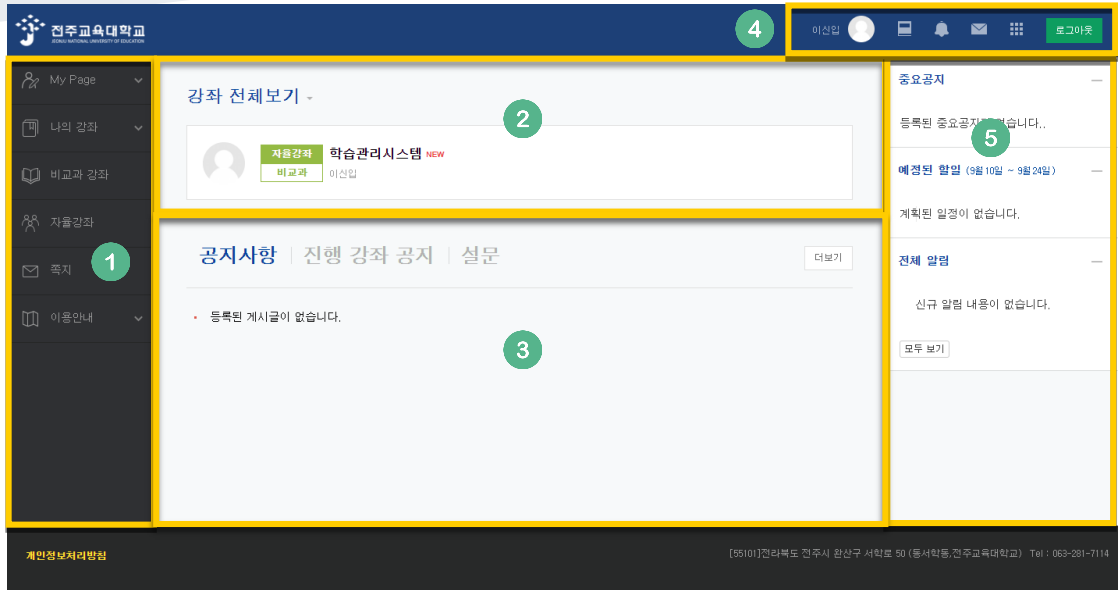 전주교육대학교
JEONJU NATIONAL UNIVERSITY OF EDUCATION
4
이신입
로그아웃
My Page
나의 강좌
비교과 강좌
자율강좌
쪽지
이용안내
1
강좌 전체보기
2
자율강좌
비교과
학습관리시스템 NEW
이신입
공지사항 | 진행 강좌 공지 | 설문
더보기
등록된 게시글이 없습니다.
3
중요공지
등록된 중요공지 없습니다..
5
예정된 할일 (9월 10일 ~ 9월 24일)
계획된 일정이 없습니다.
전체 알림
신규 알림 내용이 없습니다.
모두 보기
개인정보처리방침
[55101]전라북도 전주시 완산구 서학로 50 (동서학동,전주교육대학교) Tel : 063-281-7114